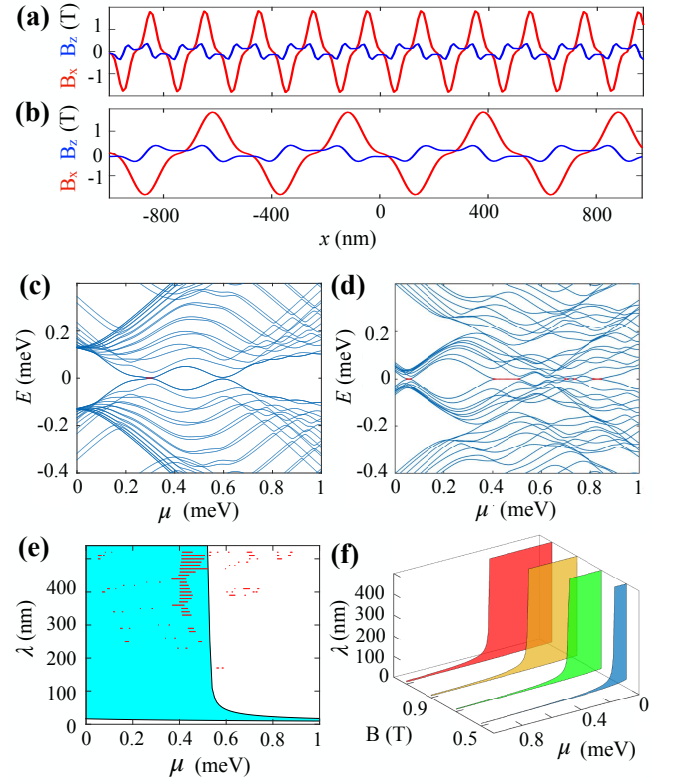 (a)
B_x B_z (T)
1
0
-1
(b)
B_x B_z (T)
1
0
-1
-800 -400 0 400 800
x (nm)
(c)
E (meV)
0.2
0
-0.2
-0.4
0 0.2 0.4 0.6 0.8 1
μ (meV)
(d)
E (meV)
0.2
0
-0.2
-0.4
0 0.2 0.4 0.6 0.8 1
μ (meV)
(e)
λ (nm)
400
300
200
100
0
0 0.2 0.4 0.6 0.8 1
μ (meV)
(f)
λ (nm)
400
300
200
100
0
0.9
0.5
B (T)
0.8
0.4
0
μ (meV)